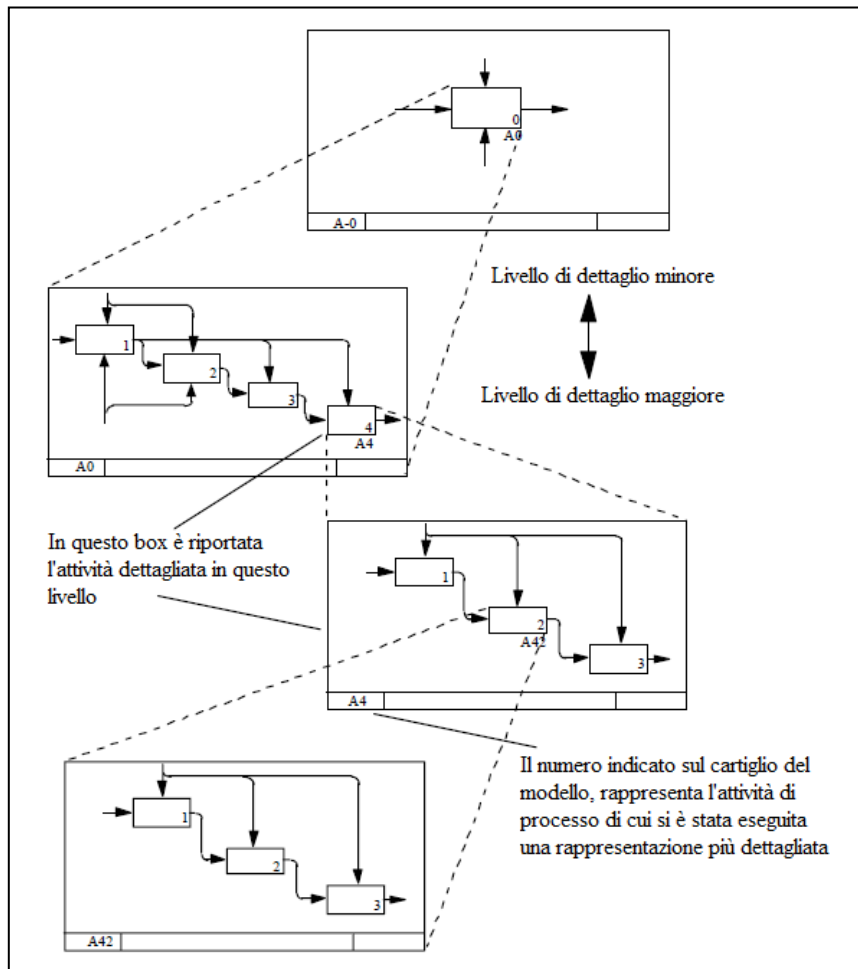 0
A0
A-0
Livello di dettaglio minore
Livello di dettaglio maggiore
1
2
3
4
A4
A0
In questo box è riportata
l'attività dettagliata in questo
livello
1
2
A42
3
A4
Il numero indicato sul cartiglio del
modello, rappresenta l'attività di
processo di cui si è stata eseguita
una rappresentazione più dettagliata
1
2
3
A42